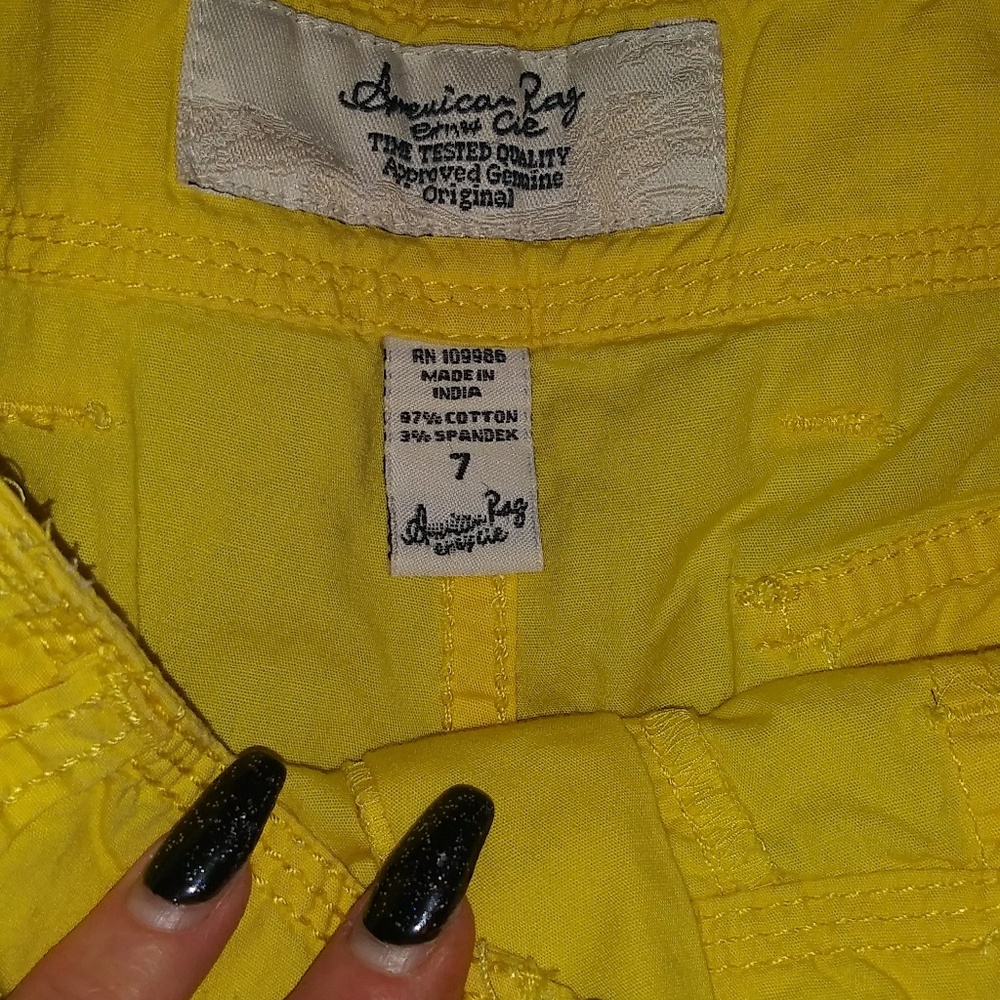 American Rag
Cie
TIME TESTED QUALITY
Approved Genuine
Original
RN 109986
MADE IN
INDIA
97% COTTON
3% SPANDEX
7
American Rag
Cie